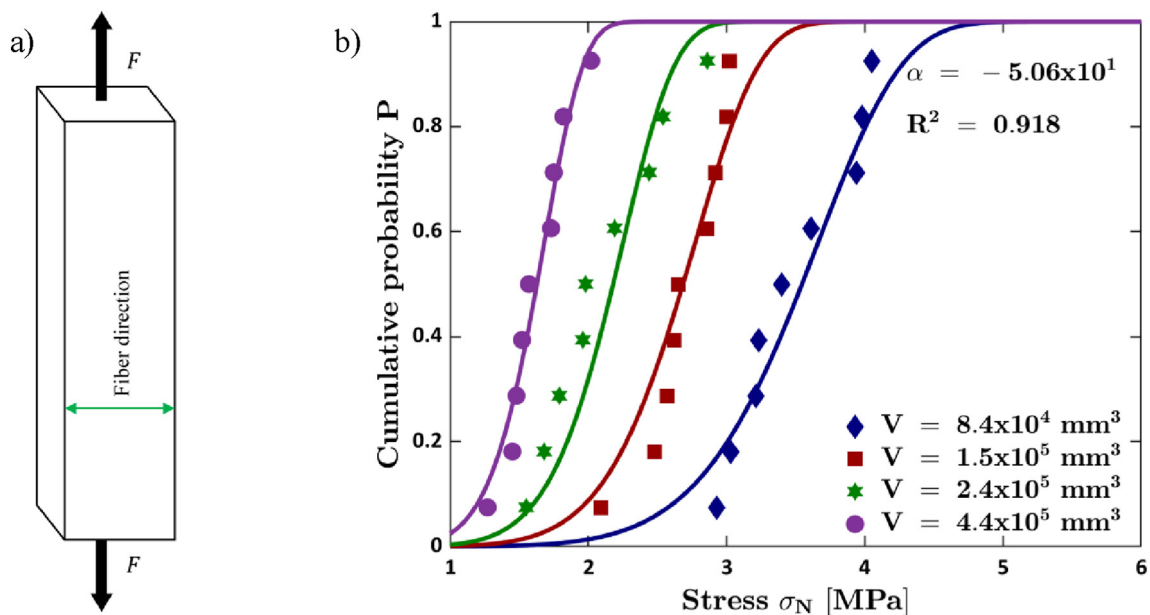 a)
F
Fiber direction
F
b)
Cumulative probability P
1
0.8
0.6
0.4
0.2
0
α = − 5.06x10¹
R² = 0.918
V = 8.4x10⁴ mm³
V = 1.5x10⁵ mm³
V = 2.4x10⁵ mm³
V = 4.4x10⁵ mm³
1 2 3 4 5 6
Stress σN [MPa]